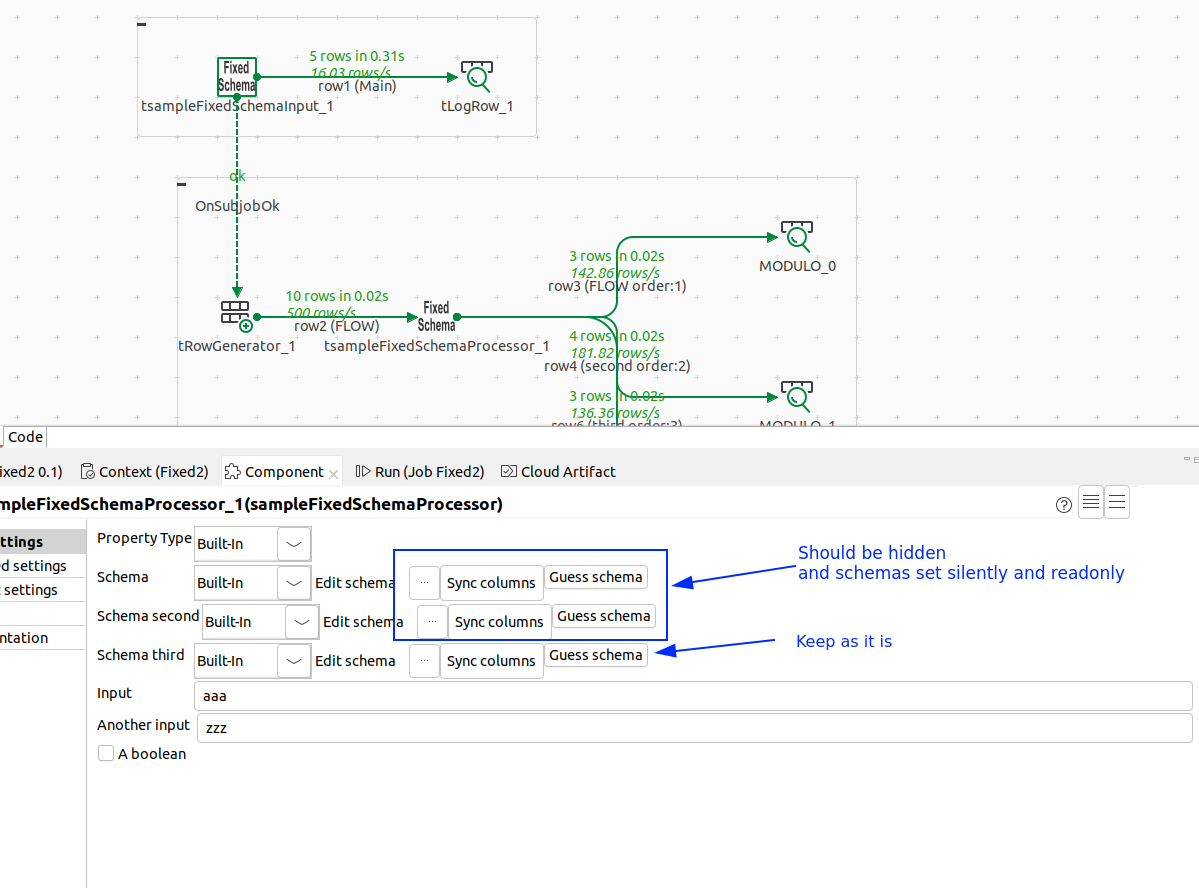 Fixed
Schema
5 rows in 0.31s
16.03 rows/s
row1 (Main)
tsampleFixedSchemaInput_1
tLogRow_1
ok
OnSubjobOk
3 rows in 0.02s
142.86 rows/s
row3 (FLOW order:1)
MODULO_0
10 rows in 0.02s
500 rows/s
row2 (FLOW)
Fixed
Schema
tRowGenerator_1
tsampleFixedSchemaProcessor_1
4 rows in 0.02s
181.82 rows/s
row4 (second order:2)
3 rows in 0.02s
136.36 rows/s
row6 (third order:3)
MODULO_1
Code
ixed2 0.1)
Context (Fixed2)
Component
Run (Job Fixed2)
Cloud Artifact
mpleFixedSchemaProcessor_1(sampleFixedSchemaProcessor)
ttings
d settings
settings
ntation
Property Type Built-In
Schema Built-In Edit schema ... Sync columns Guess schema
Schema second Built-In Edit schema ... Sync columns Guess schema
Schema third Built-In Edit schema ... Sync columns Guess schema
Input aaa
Another input zzz
A boolean
Should be hidden
and schemas set silently and readonly
Keep as it is